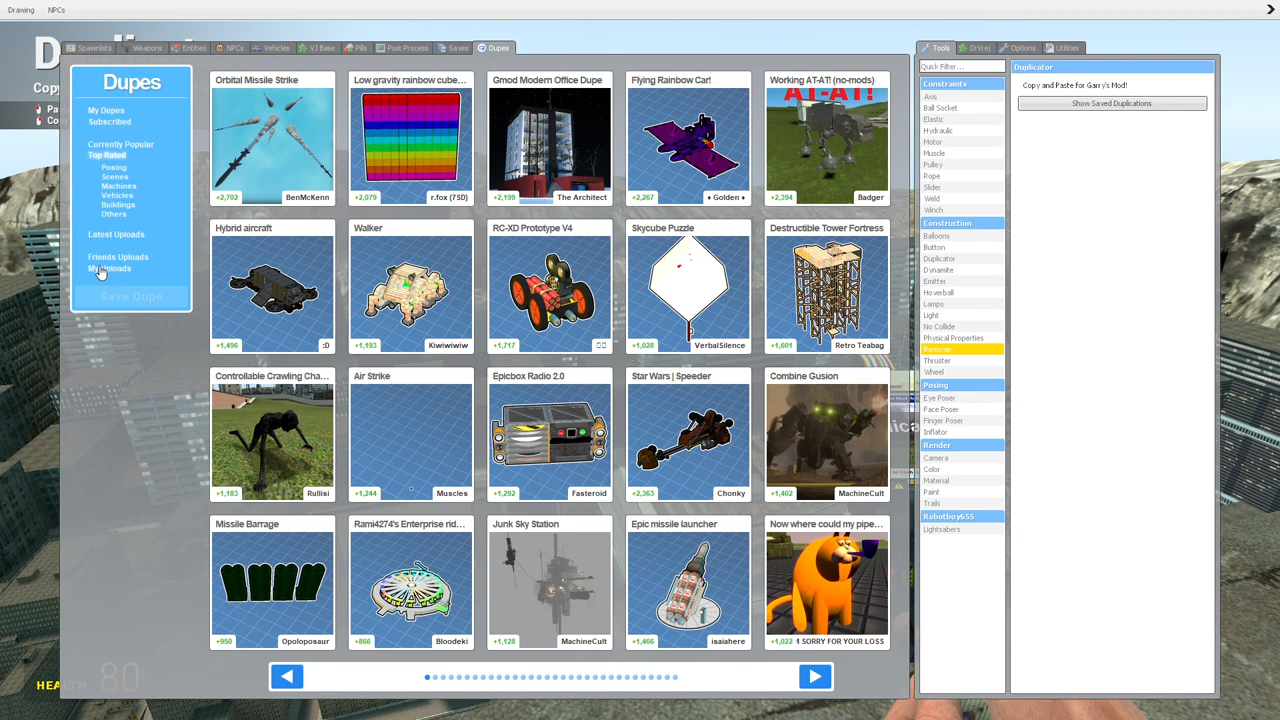 Drawing NPCs
Spawnlists Weapons Entities NPCs Vehicles VJ Base Pills Post Process Saves Dupes
Tools DrVrej Options Utilities
Dupes
My Dupes
Subscribed
Currently Popular
Top Rated
Posing
Scenes
Machines
Vehicles
Buildings
Others
Latest Uploads
Friends Uploads
Save Dupe
Orbital Missile Strike
+2,702 BenMcKenn
Low gravity rainbow cube...
+2,079 r.fox (7SD)
Gmod Modern Office Dupe
+2,199 The Architect
Flying Rainbow Car!
+2,267 ♦ Golden ♦
Working AT-AT! (no-mods)
AT-AT!
+2,394 Badger
Hybrid aircraft
+1,496 :D
Walker
+1,193 Kiwiwiwiw
RC-XD Prototype V4
+1,717
Skycube Puzzle
+1,028 VerbalSilence
Destructible Tower Fortress
+1,601 Retro Teabag
Controllable Crawling Cha...
+1,183 Rullisi
Air Strike
+1,244 Muscles
Epicbox Radio 2.0
+1,292 Fasteroid
Star Wars | Speeder
+2,363 Chonky
Combine Gusion
+1,402 MachineCult
Missile Barrage
+950 Opoloposaur
Rami4274's Enterprise rid...
+866 Bloodeki
Junk Sky Station
+1,128 MachineCult
Epic missile launcher
+1,466 isaiahere
Now where could my pipe...
+1,022 SORRY FOR YOUR LOSS
Quick Filter...
Constraints
Axis
Ball Socket
Elastic
Hydraulic
Motor
Muscle
Pulley
Rope
Slider
Weld
Winch
Construction
Balloons
Button
Duplicator
Dynamite
Emitter
Hoverball
Lamps
Light
No Collide
Physical Properties
Remover
Thruster
Wheel
Posing
Eye Poser
Face Poser
Finger Poser
Inflator
Render
Camera
Color
Material
Paint
Trails
Robotboy655
Lightsabers
Duplicator
Copy and Paste for Garry's Mod!
Show Saved Duplications
80